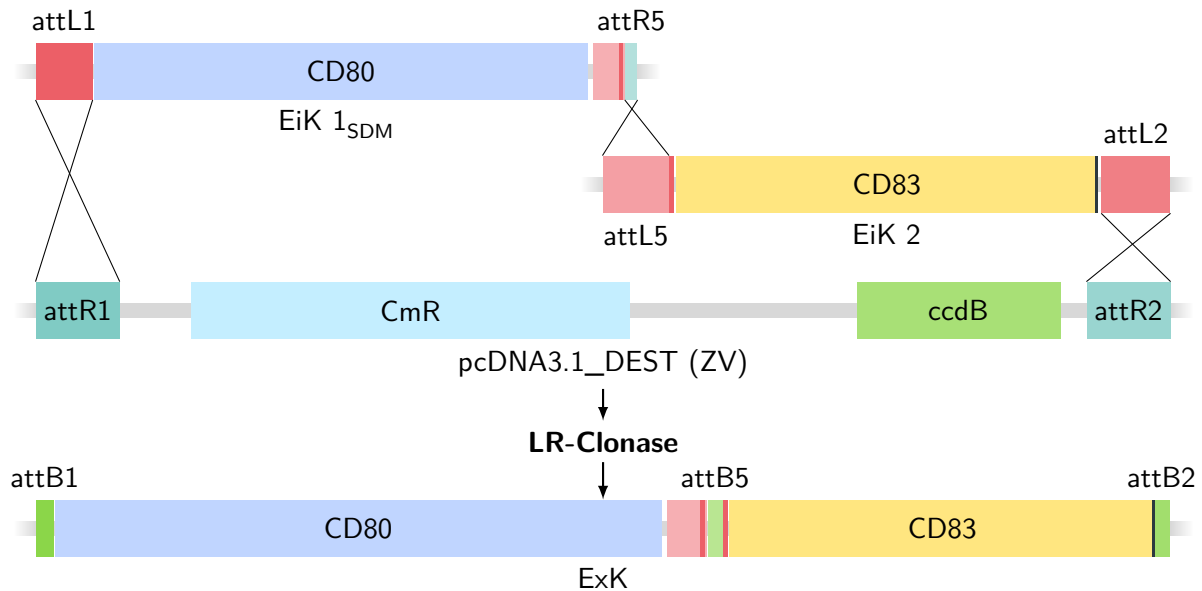 attL1
attR5
CD80
EiK 1SDM
attL2
CD83
attL5
EiK 2
attR1
CmR
ccdB
attR2
pcDNA3.1_DEST (ZV)
LR-Clonase
attB1
attB5
attB2
CD80
CD83
ExK